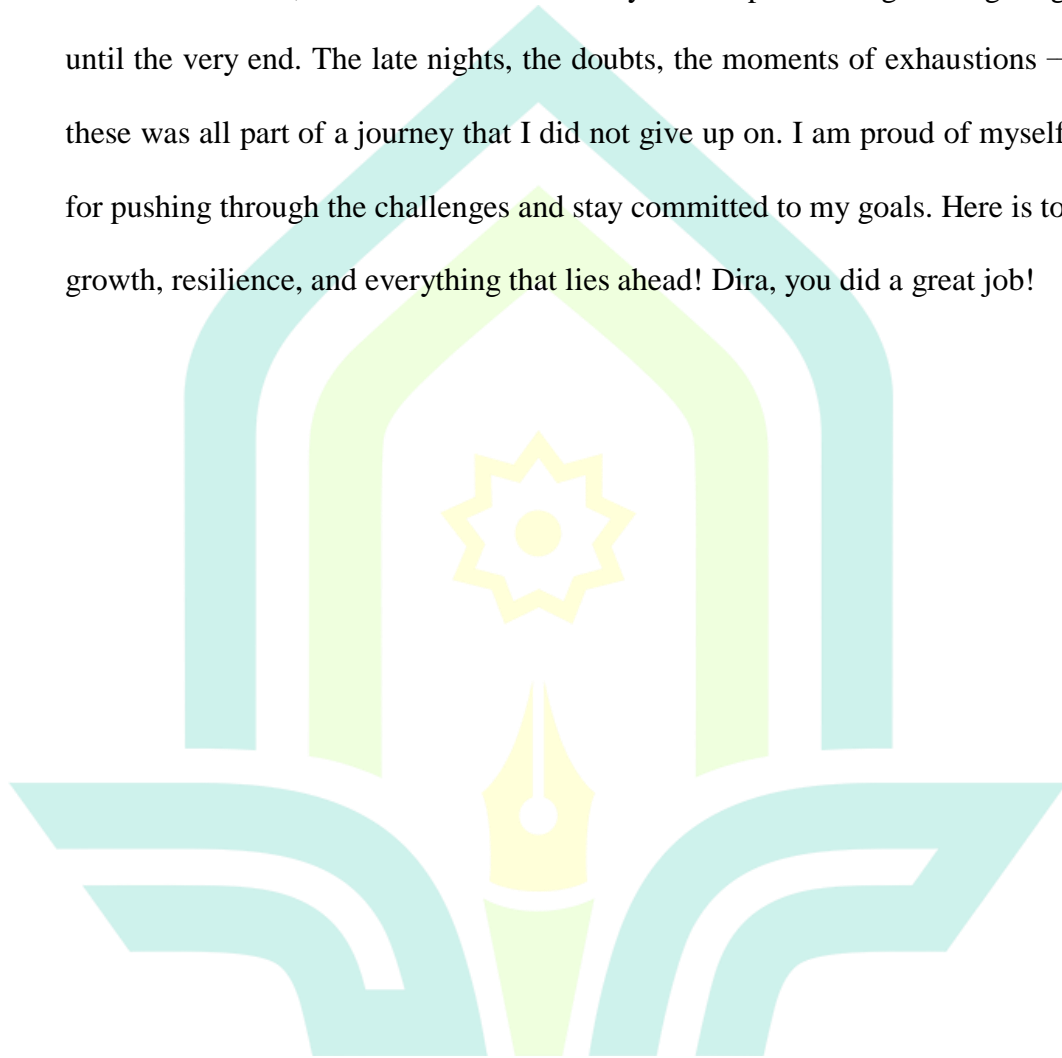 until the very end. The late nights, the doubts, the moments of exhaustions –
these was all part of a journey that I did not give up on. I am proud of myself
for pushing through the challenges and stay committed to my goals. Here is to
growth, resilience, and everything that lies ahead! Dira, you did a great job!